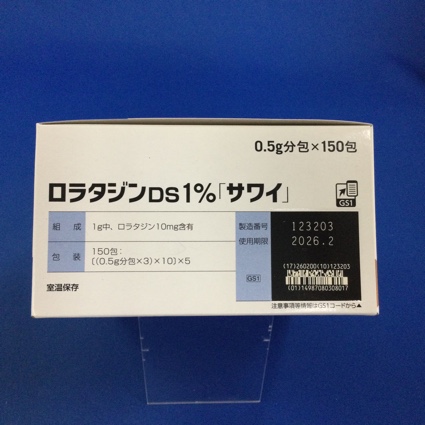 0.5g分包×150包
ロラタジンDS1%「サワイ」
GS1
組成 1g中、ロラタジン10mg含有
製造番号 123203
使用期限 2026.2
包装 150包:
[(0.5g分包×3)×10]×5
GS1
(17)260200(10)123203
(01)14987080308017
室温保存
注意事項等情報はGS1コードから▲